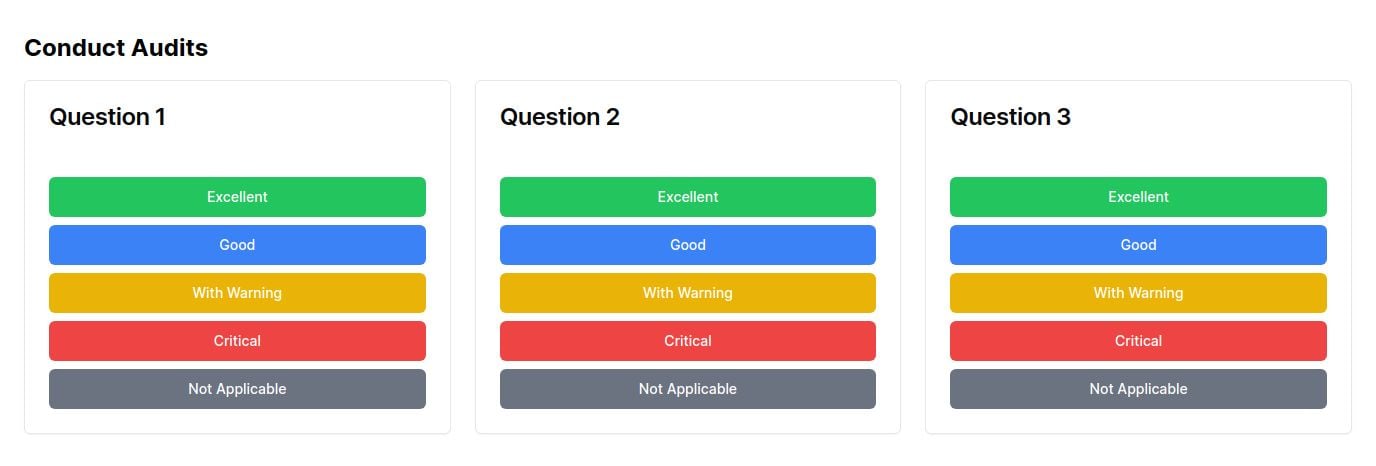 Conduct Audits
Question 1
Excellent
Good
With Warning
Critical
Not Applicable
Question 2
Excellent
Good
With Warning
Critical
Not Applicable
Question 3
Excellent
Good
With Warning
Critical
Not Applicable